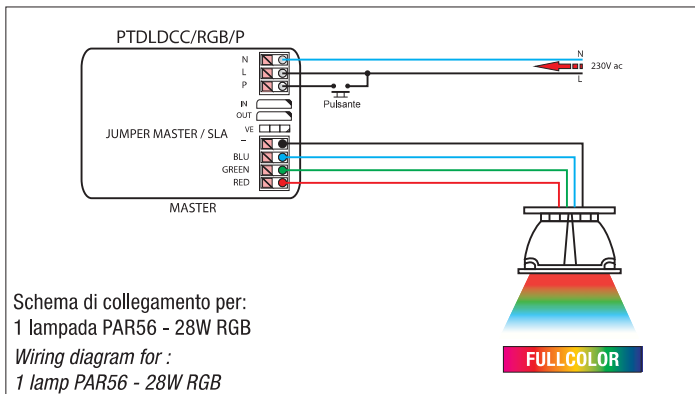 PTDLDCC/RGB/P
N
L
P
IN
OUT
JUMPER MASTER / SLA
VE
–
BLU
GREEN
RED
MASTER
Pulsante
N
230V ac
L
FULLCOLOR
Schema di collegamento per:
1 lampada PAR56 - 28W RGB
Wiring diagram for :
1 lamp PAR56 - 28W RGB